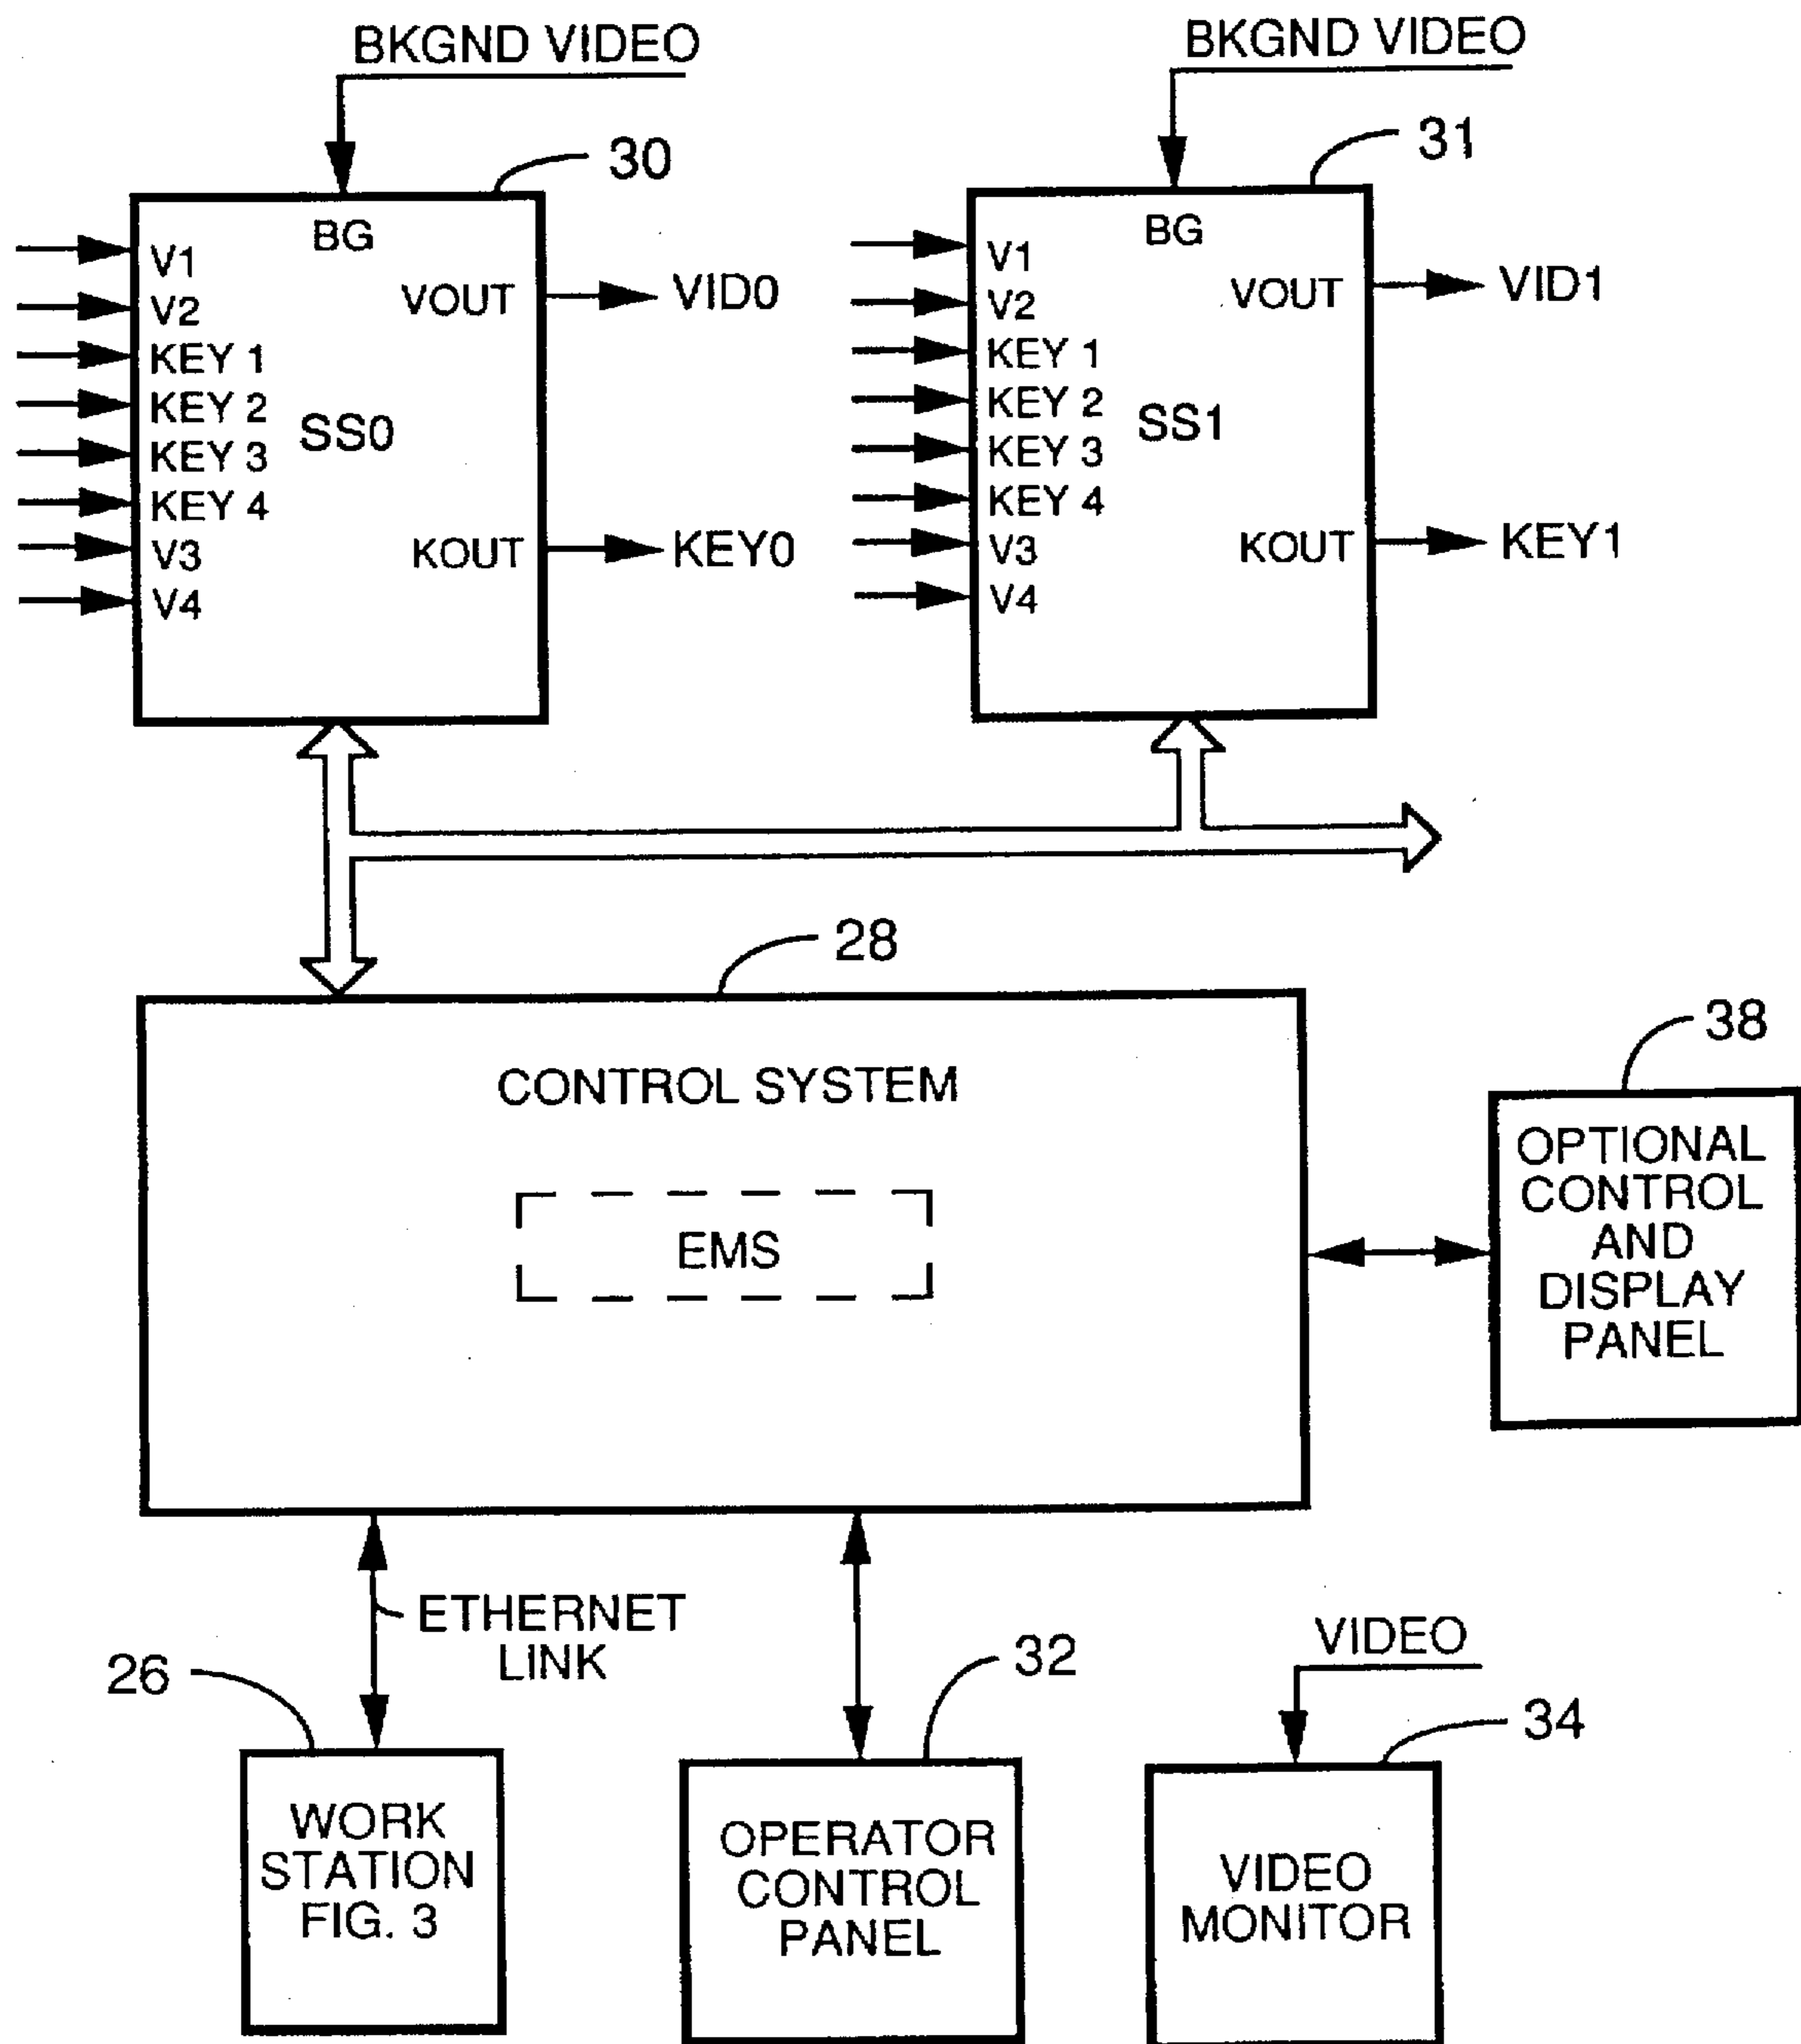 BKGND VIDEO
BKGND VIDEO
30
31
BG
V1
V2
KEY 1
KEY 2
KEY 3
KEY 4
V3
V4
SS0
VOUT
VID0
KOUT
KEY0
BG
V1
V2
KEY 1
KEY 2
KEY 3
KEY 4
V3
V4
SS1
VOUT
VID1
KOUT
KEY1
28
CONTROL SYSTEM
EMS
38
OPTIONAL
CONTROL
AND
DISPLAY
PANEL
ETHERNET
LINK
26
WORK
STATION
FIG. 3
32
OPERATOR
CONTROL
PANEL
VIDEO
34
VIDEO
MONITOR